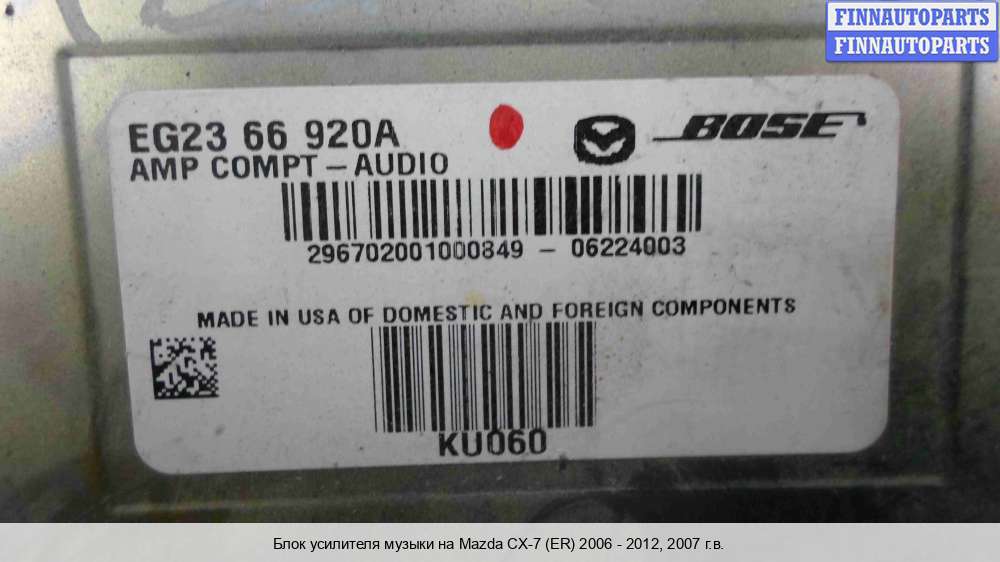 FINNAUTOPARTS
FINNAUTOPARTS
EG23 66 920A
BOSE
AMP COMPT – AUDIO
296702001000849 – 06224003
MADE IN USA OF DOMESTIC AND FOREIGN COMPONENTS
KU060
Блок усилителя музыки на Mazda CX-7 (ER) 2006 - 2012, 2007 г.в.